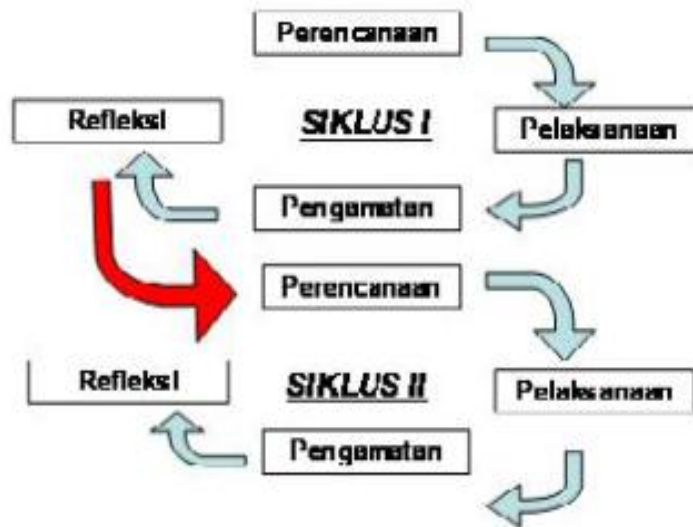 Perencanaan
Refleksi
SIKLUS I
Pelaksanaan
Pengamatan
Perencanaan
Refleksi
SIKLUS II
Pelaksanaan
Pengamatan